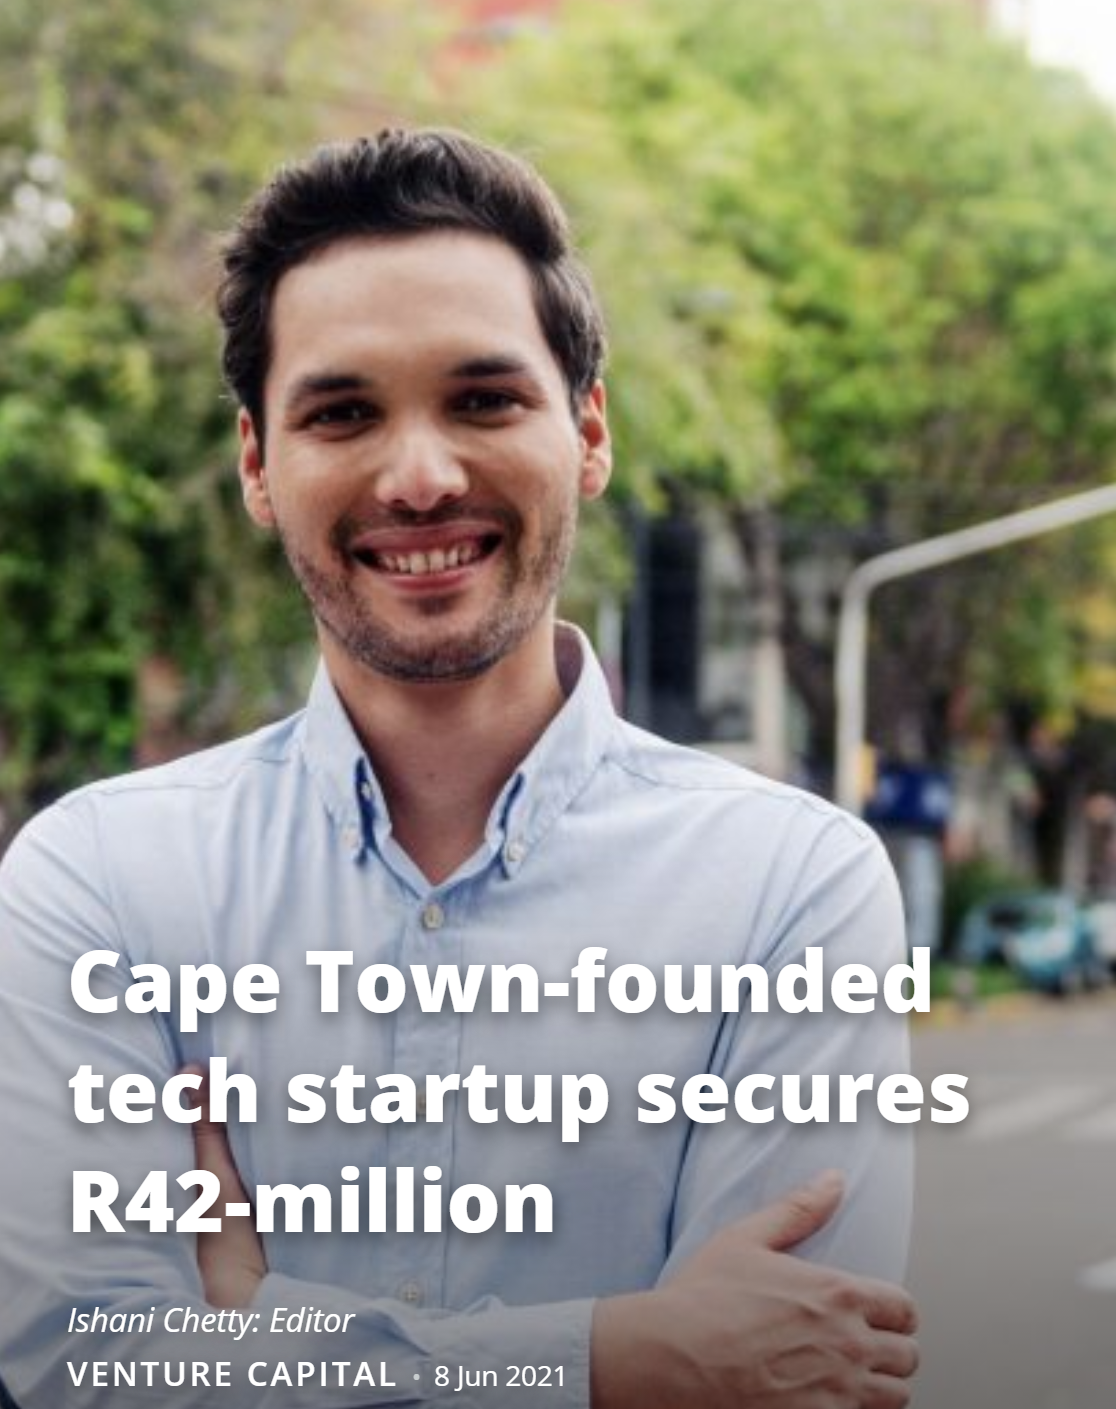 Cape Town-founded
tech startup secures
R42-million
Ishani Chetty: Editor
VENTURE CAPITAL • 8 Jun 2021